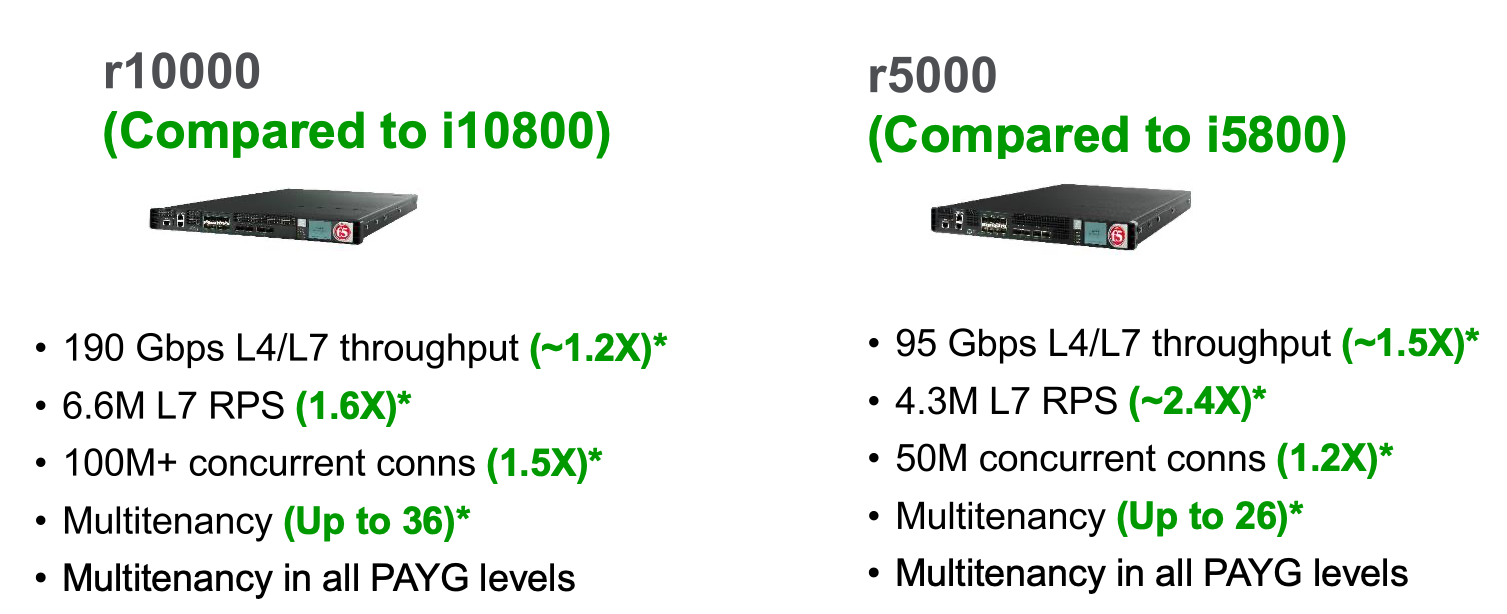 r10000
(Compared to i10800)
• 190 Gbps L4/L7 throughput (~1.2X)*
• 6.6M L7 RPS (1.6X)*
• 100M+ concurrent conns (1.5X)*
• Multitenancy (Up to 36)*
• Multitenancy in all PAYG levels
r5000
(Compared to i5800)
• 95 Gbps L4/L7 throughput (~1.5X)*
• 4.3M L7 RPS (~2.4X)*
• 50M concurrent conns (1.2X)*
• Multitenancy (Up to 26)*
• Multitenancy in all PAYG levels